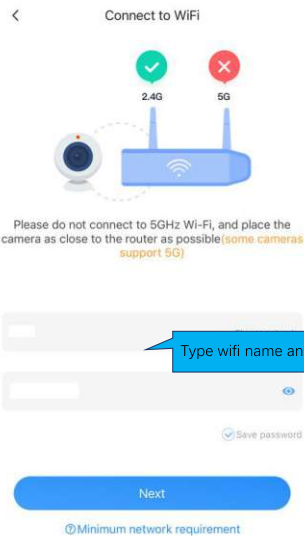 Connect to WiFi
2.4G
5G
Please do not connect to 5GHz Wi-Fi, and place the
camera as close to the router as possible(some cameras
support 5G)
Type wifi name an
Save password
Next
Minimum network requirement